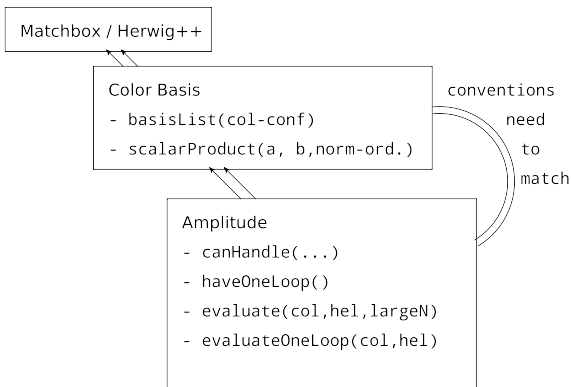 Matchbox / Herwig++
Color Basis
- basisList(col-conf)
- scalarProduct(a, b,norm-ord.)
conventions
need
to
match
Amplitude
- canHandle(...)
- haveOneLoop()
- evaluate(col,hel,largeN)
- evaluateOneLoop(col,hel)